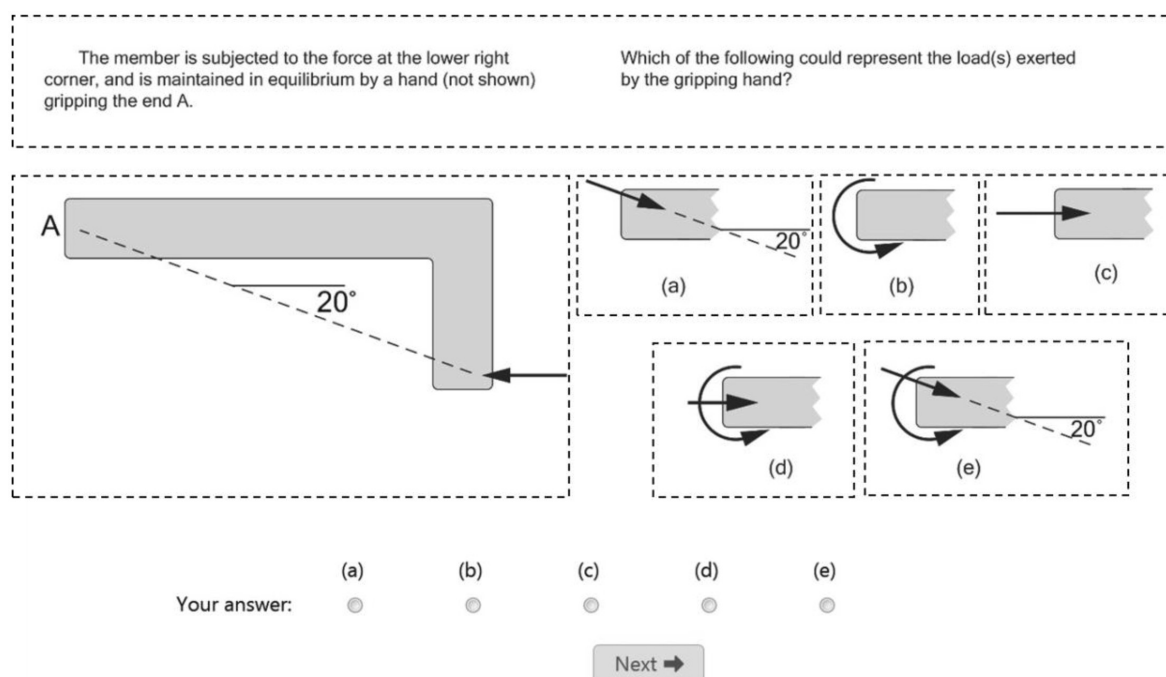 The member is subjected to the force at the lower right
corner, and is maintained in equilibrium by a hand (not shown)
gripping the end A.
Which of the following could represent the load(s) exerted
by the gripping hand?
A
20°
20°
(a)
(b)
(c)
(d)
20°
(e)
(a) (b) (c) (d) (e)
Your answer:
Next